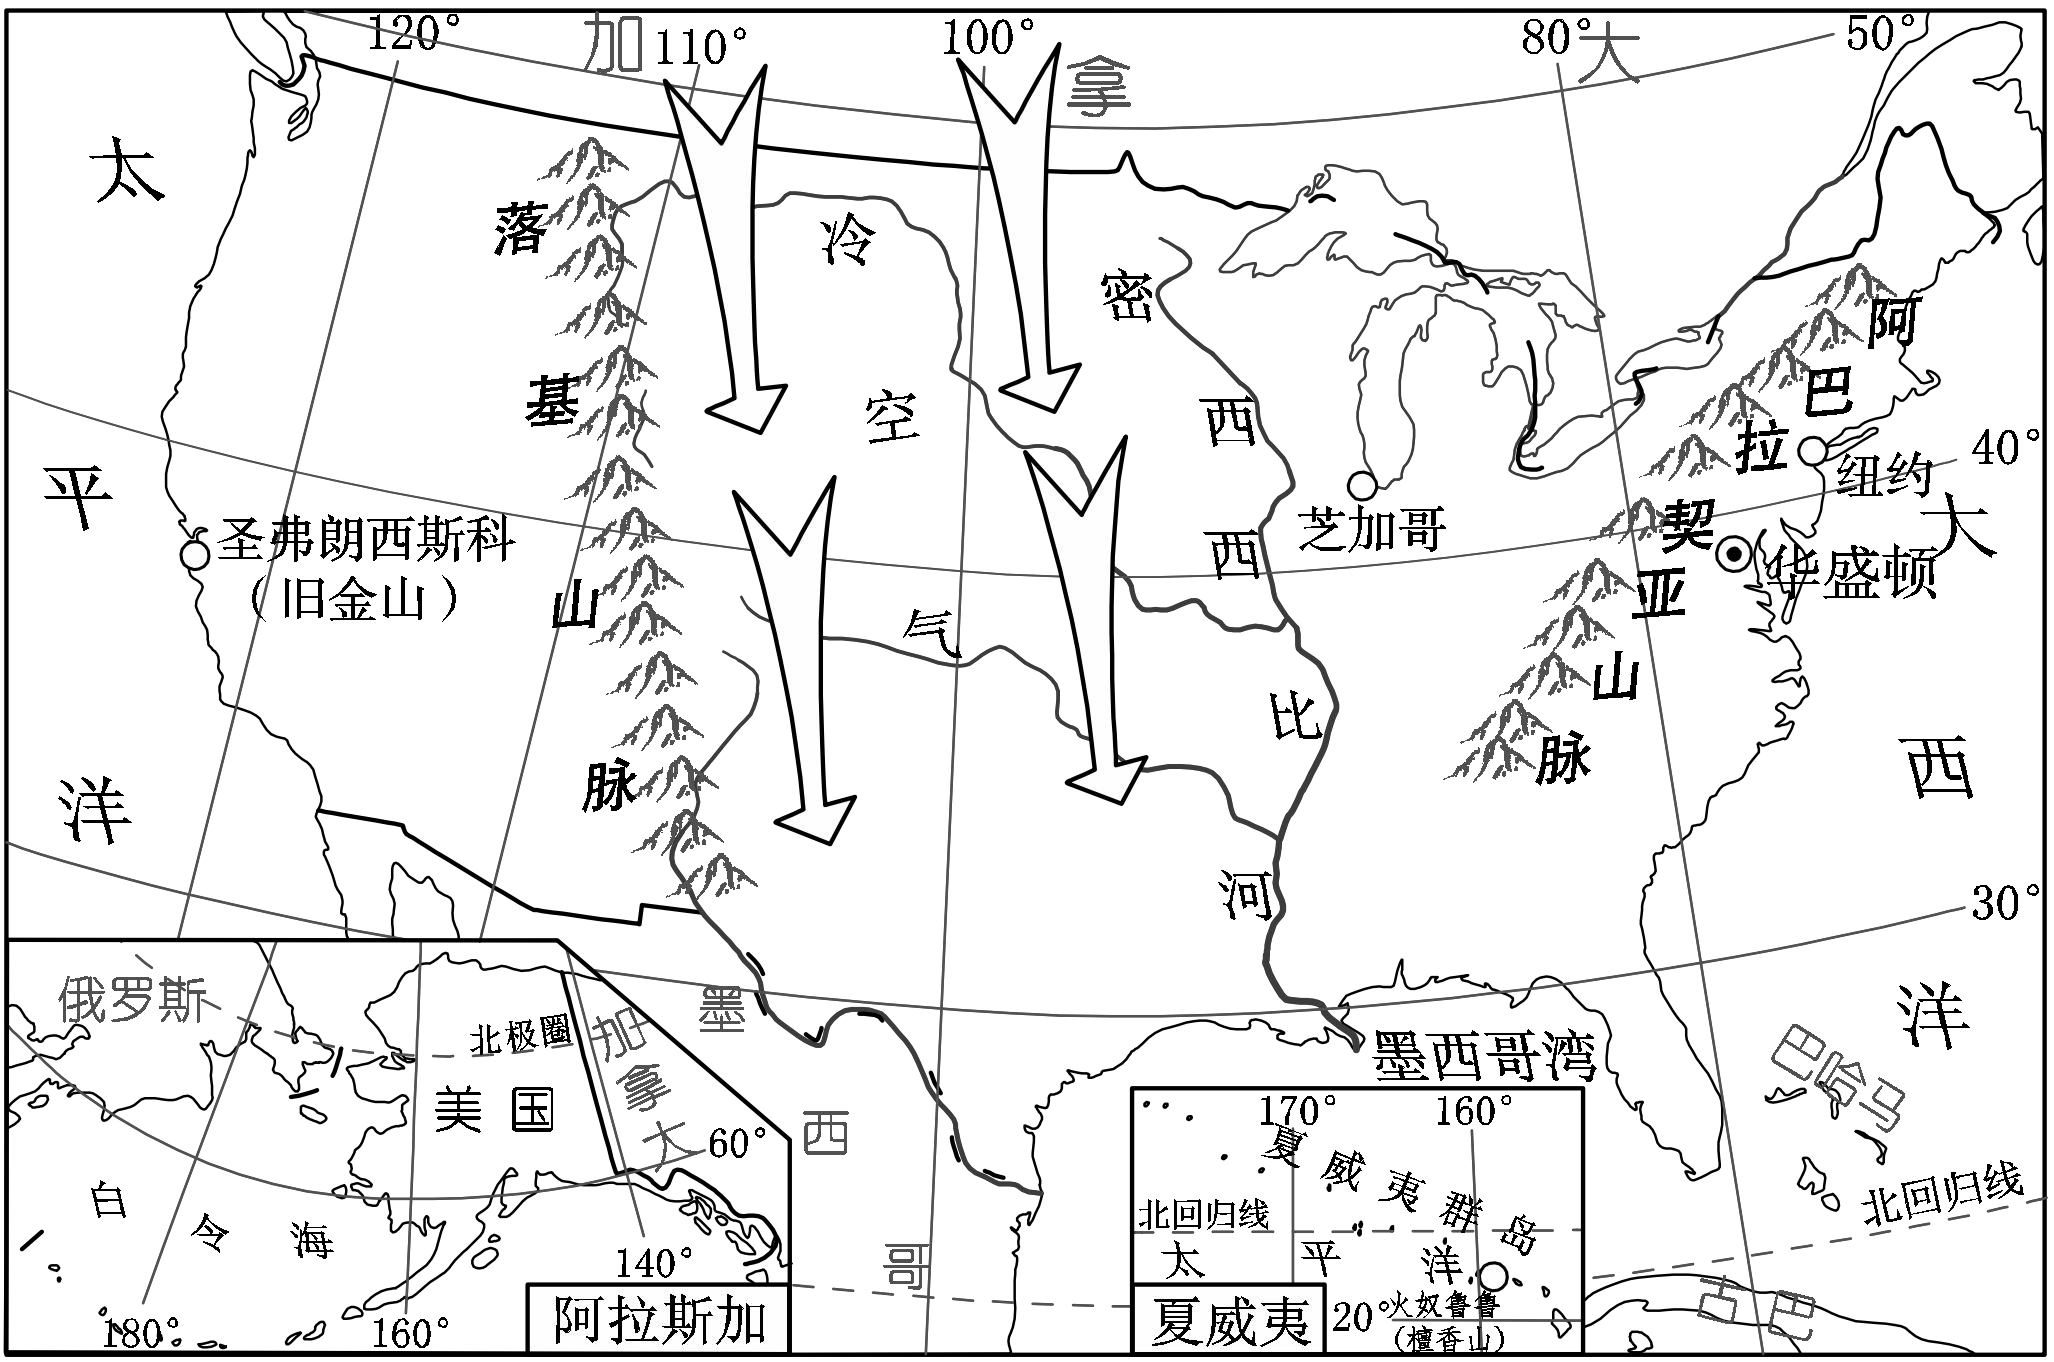 120°
110°
100°
80°
50°
40°
30°
加拿大
太平洋
落基山脉
冷空气
密西西比河
阿巴拉契亚山脉
圣弗朗西斯科
（旧金山）
芝加哥
纽约
华盛顿
大西洋
墨西哥湾
墨西哥
巴哈马
北回归线
古巴
俄罗斯
北极圈
加拿大
美国
白令海
60°
140°
160°
180°
阿拉斯加
170°
160°
夏威夷群岛
北回归线
太平洋
20°
火奴鲁鲁
（檀香山）
夏威夷